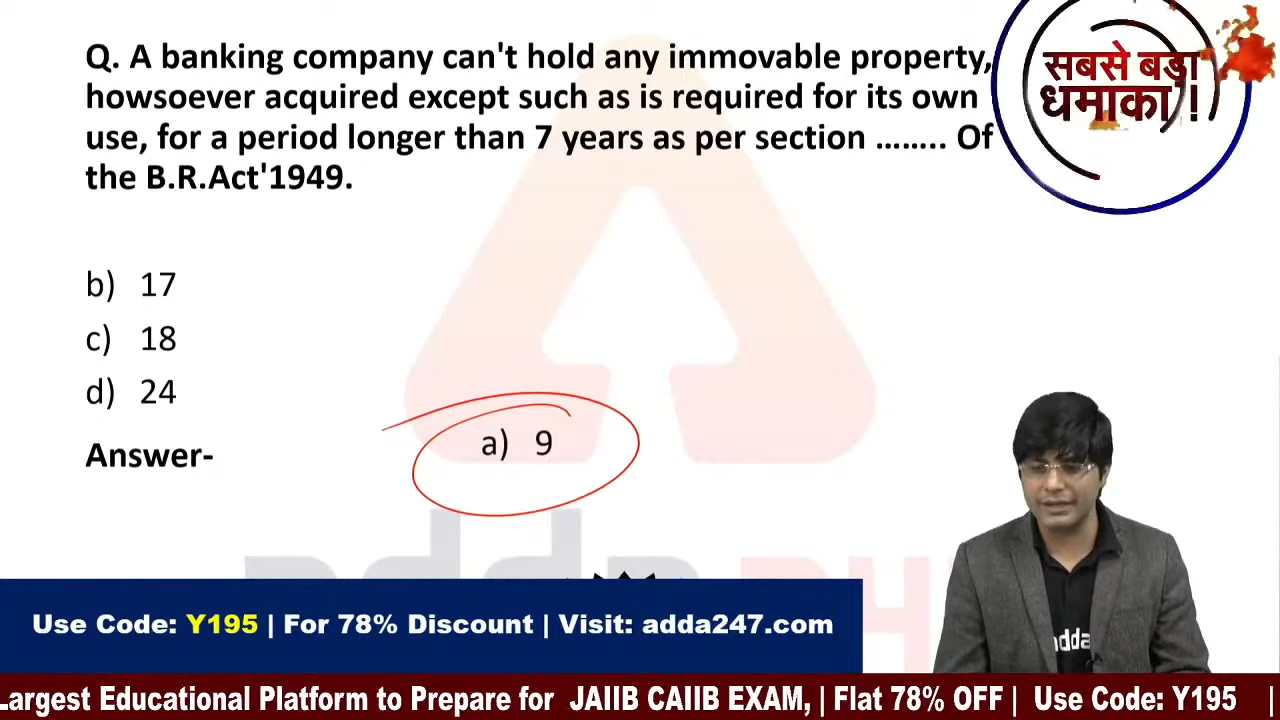 Q. A banking company can't hold any immovable property,
howsoever acquired except such as is required for its own
use, for a period longer than 7 years as per section …….. Of
the B.R.Act'1949.
सबसे बड़ा
धमाका !
b) 17
c) 18
d) 24
a) 9
Answer-
adda
Use Code: Y195 | For 78% Discount | Visit: adda247.com
adda
Largest Educational Platform to Prepare for JAIIB CAIIB EXAM, | Flat 78% OFF | Use Code: Y195 |